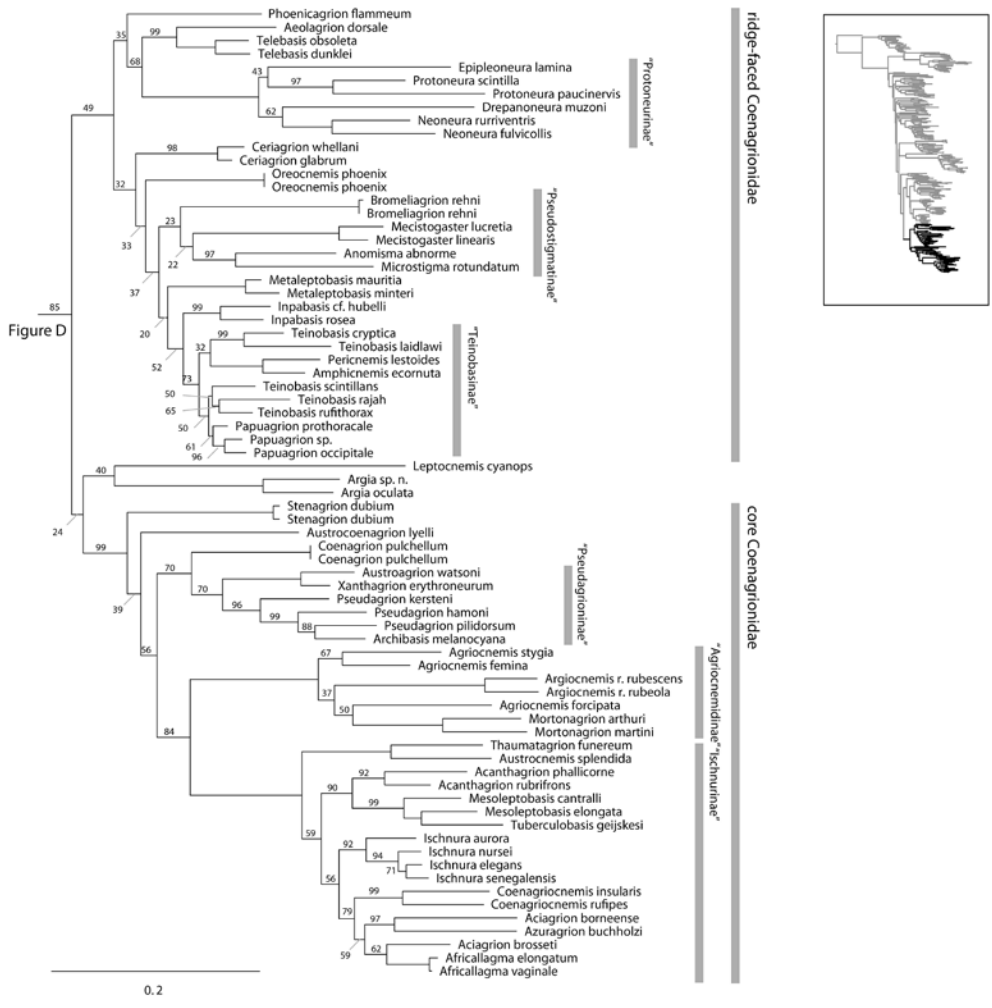 Phoenicagrion flammeum
35
99
Aeolagrion dorsale
Telebasis obsoleta
Telebasis dunklei
68
43
Epipleoneura lamina
97
Protoneura scintilla
Protoneura paucinervis
49
62
Drepanoneura muzoni
Neoneura rurriventris
Neoneura fulvicollis
"Protoneurinae"
98
Ceriagrion whellani
Ceriagrion glabrum
Oreocnemis phoenix
Oreocnemis phoenix
32
Bromeliagrion rehni
Bromeliagrion rehni
23
33
Mecistogaster lucretia
Mecistogaster linearis
22
97
Anomisma abnorme
Microstigma rotundatum
"Pseudostigmatinae"
37
Metaleptobasis mauritia
Metaleptobasis minteri
85
Figure D
20
99
Inpabasis cf. hubelli
Inpabasis rosea
52
32
99
Teinobasis cryptica
Teinobasis laidlawi
Pericnemis lestoides
Amphicnemis ecornuta
73
50
Teinobasis scintillans
65
Teinobasis rajah
Teinobasis rufithorax
50
Papuagrion prothoracale
61
Papuagrion sp.
96
Papuagrion occipitale
"Teinobasinae"
ridge-faced Coenagrionidae
40
Leptocnemis cyanops
Argia sp. n.
Argia oculata
24
Stenagrion dubium
Stenagrion dubium
99
Austrocoenagrion lyelli
Coenagrion pulchellum
Coenagrion pulchellum
39
70
70
Austroagrion watsoni
Xanthagrion erythroneurum
96
Pseudagrion kersteni
99
Pseudagrion hamoni
88
Pseudagrion pilidorsum
Archibasis melanocyana
"Pseudagrioninae"
56
67
Agriocnemis stygia
Agriocnemis femina
37
Argiocnemis r. rubescens
Argiocnemis r. rubeola
50
Agriocnemis forcipata
Mortonagrion arthuri
Mortonagrion martini
"Agriocnemidinae"
84
Thaumatagrion funereum
Austrocnemis splendida
92
Acanthagrion phallicorne
Acanthagrion rubrifrons
90
99
Mesoleptobasis cantralli
Mesoleptobasis elongata
Tuberculobasis geijskesi
59
92
Ischnura aurora
94
Ischnura nursei
71
Ischnura elegans
Ischnura senegalensis
56
99
Coenagriocnemis insularis
Coenagriocnemis rufipes
79
97
Aciagrion borneense
Azuragrion buchholzi
59
62
Aciagrion brosseti
Africallagma elongatum
Africallagma vaginale
"Ischnurinae"
core Coenagrionidae
0.2